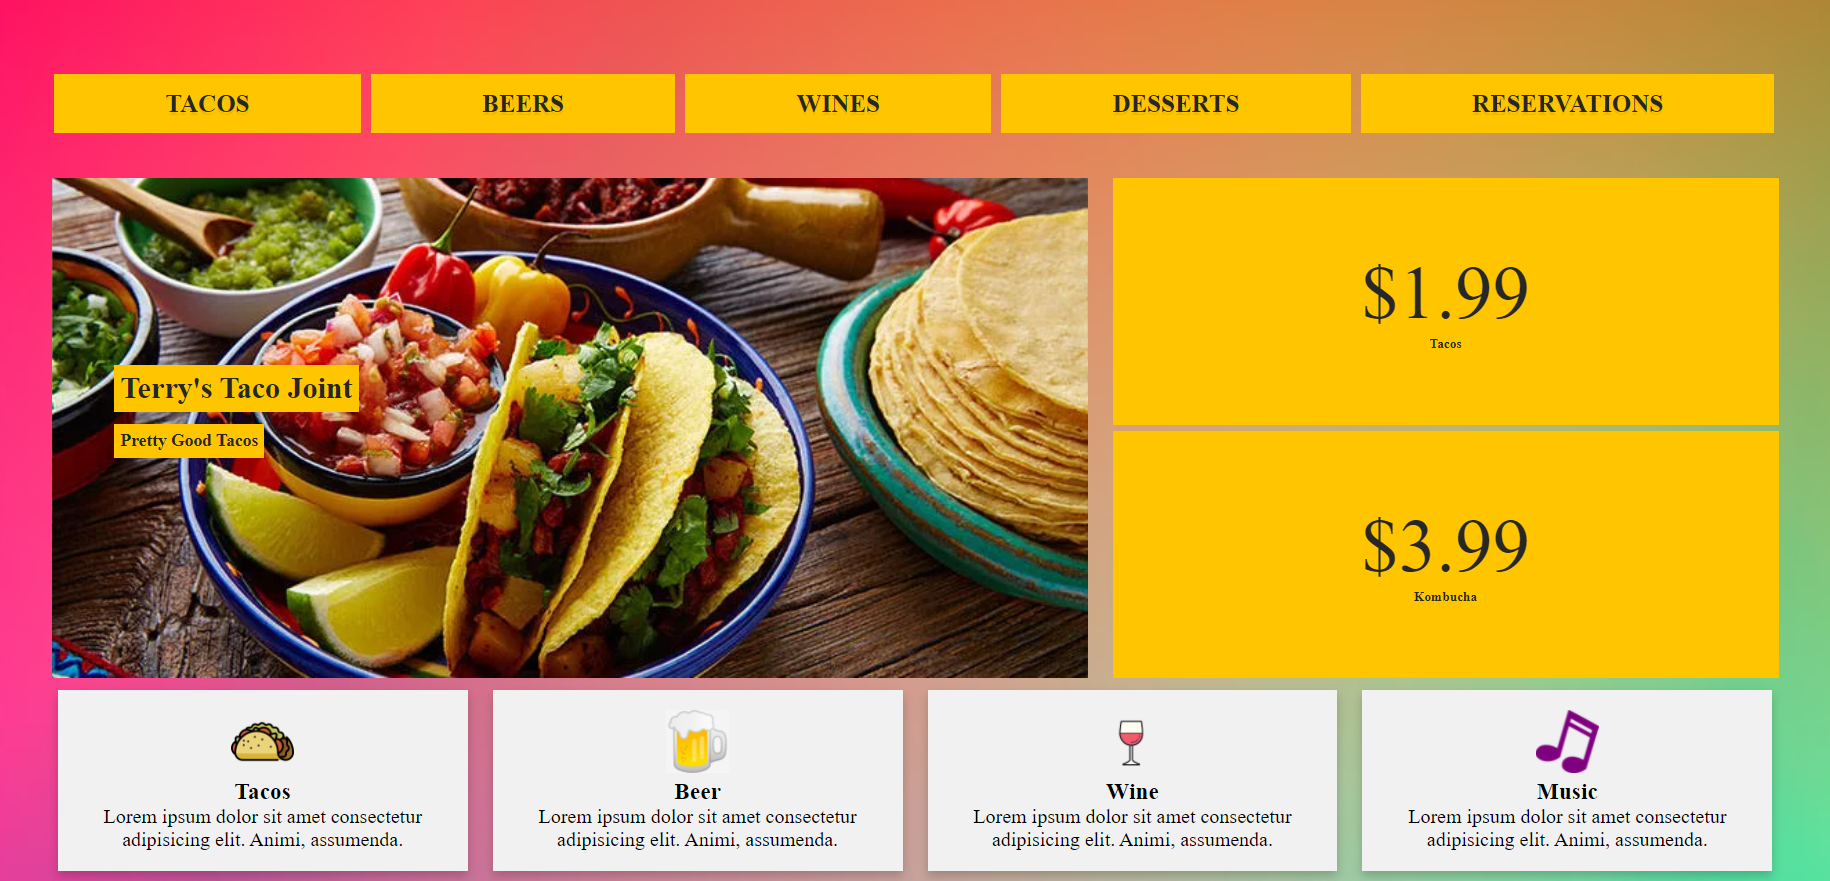 TACOS
BEERS
WINES
DESSERTS
RESERVATIONS
Terry's Taco Joint
Pretty Good Tacos
$1.99
Tacos
$3.99
Kombucha
Tacos
Lorem ipsum dolor sit amet consectetur
adipisicing elit. Animi, assumenda.
Beer
Lorem ipsum dolor sit amet consectetur
adipisicing elit. Animi, assumenda.
Wine
Lorem ipsum dolor sit amet consectetur
adipisicing elit. Animi, assumenda.
Music
Lorem ipsum dolor sit amet consectetur
adipisicing elit. Animi, assumenda.